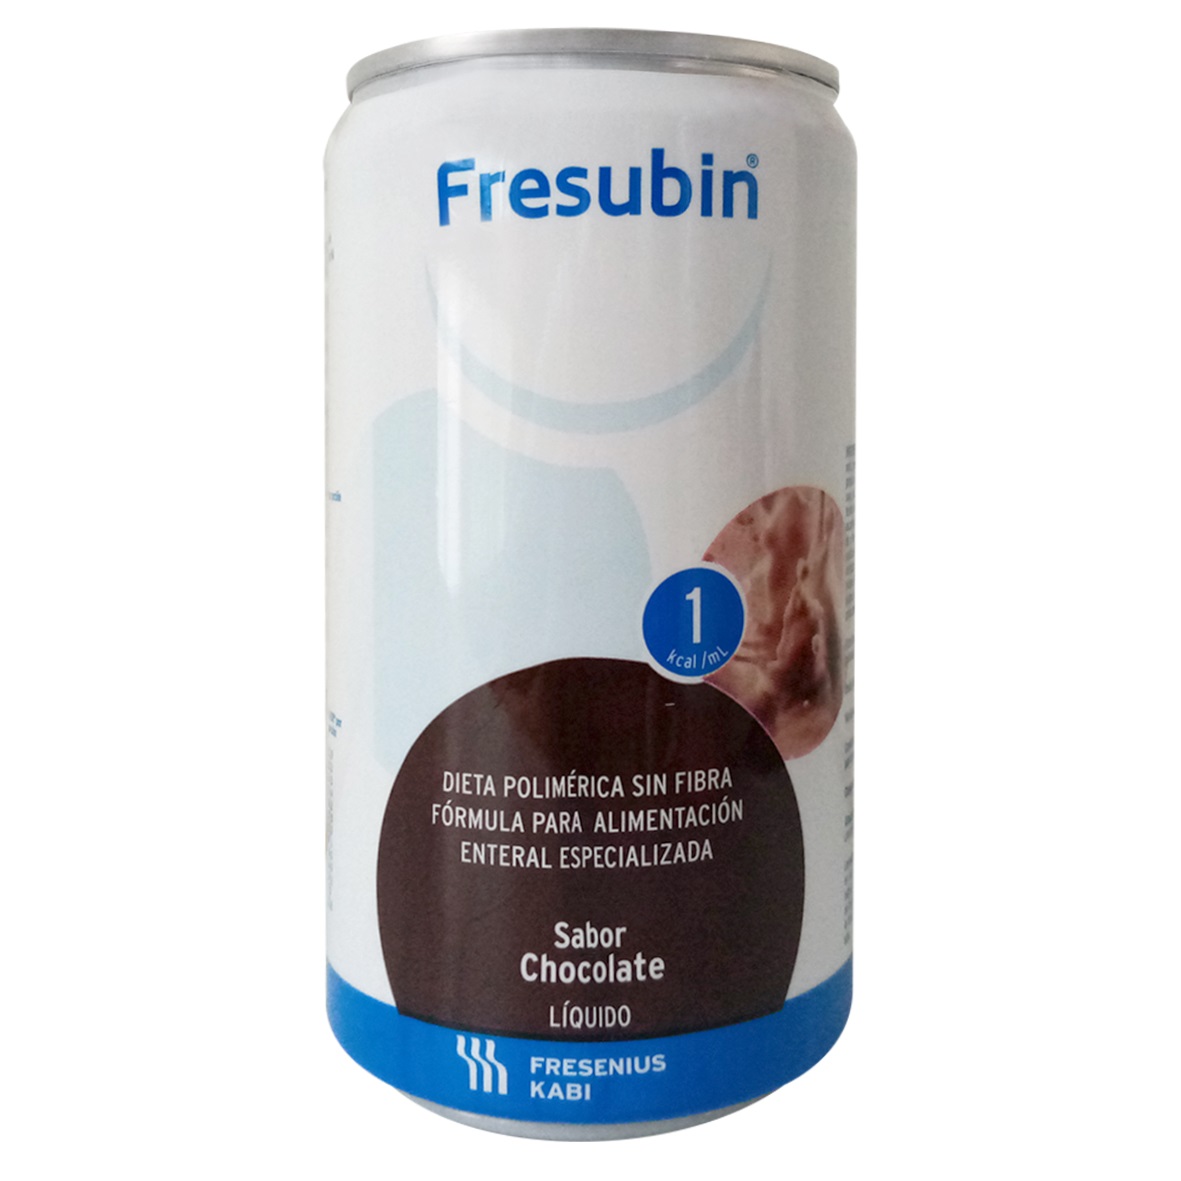 Fresubin®
1
kcal/mL
DIETA POLIMÉRICA SIN FIBRA
FÓRMULA PARA ALIMENTACIÓN
ENTERAL ESPECIALIZADA
Sabor
Chocolate
LÍQUIDO
FRESENIUS
KABI